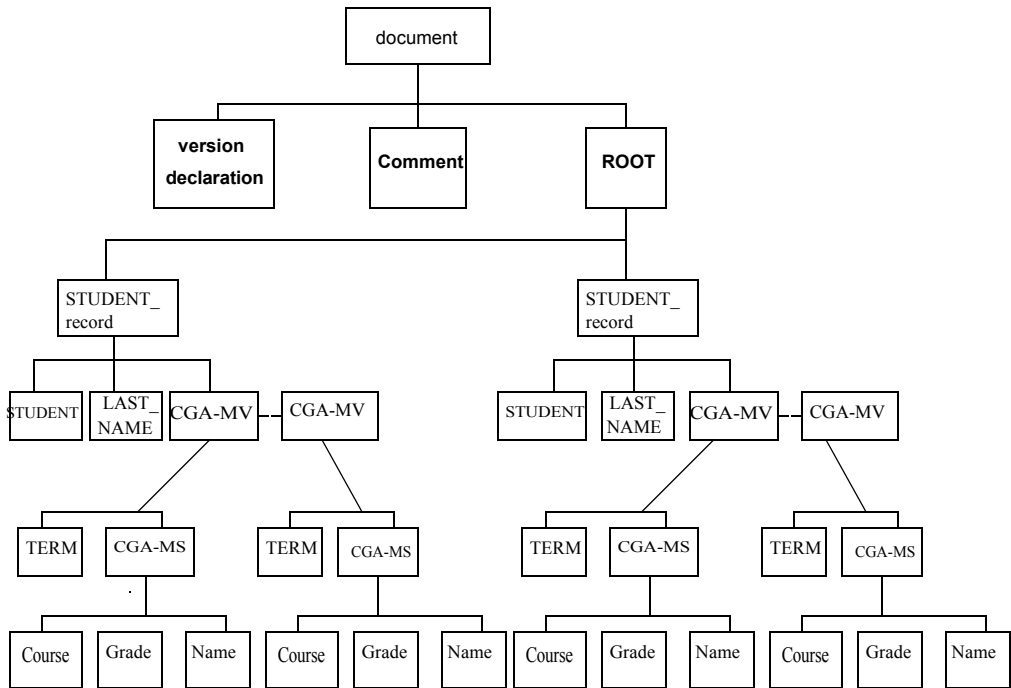 document
version
declaration
Comment
ROOT
STUDENT_
record
STUDENT_
record
STUDENT
LAST_
NAME
CGA-MV
CGA-MV
STUDENT
LAST_
NAME
CGA-MV
CGA-MV
TERM
CGA-MS
TERM
CGA-MS
TERM
CGA-MS
TERM
CGA-MS
Course
Grade
Name
Course
Grade
Name
Course
Grade
Name
Course
Grade
Name